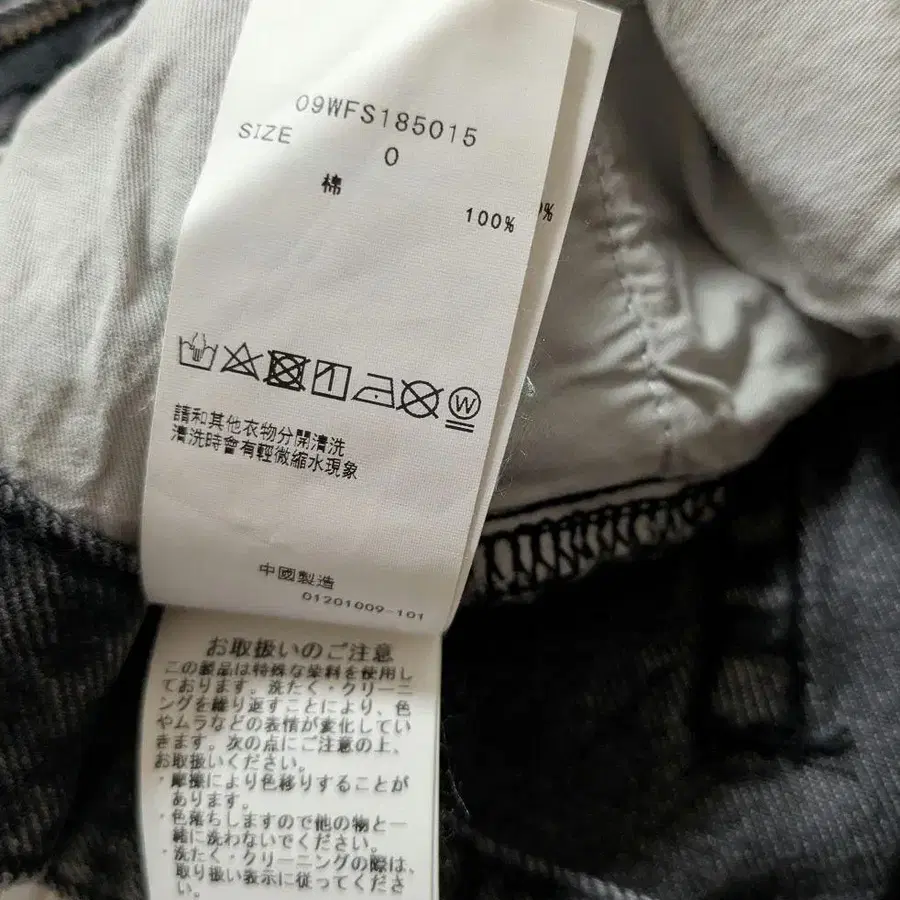 09WFS185015
SIZE
0
棉
100%
%
W
請和其他衣物分開清洗
清洗時會有輕微縮水現象
中國製造
01201009-101
お取扱いのご注意
この製品は特殊な染料を使用し
ております。洗たく・クリーニ
ングを繰り返すことにより、色
やムラなどの表情が変化してい
きます。次の点にご注意の上、
お取扱いください。
・摩擦により色移りすることが
あります。
・色落ちしますので他の物と一
緒に洗わないでください。
・洗たく・クリーニングの際は、
取り扱い表示に従ってくださ
い。